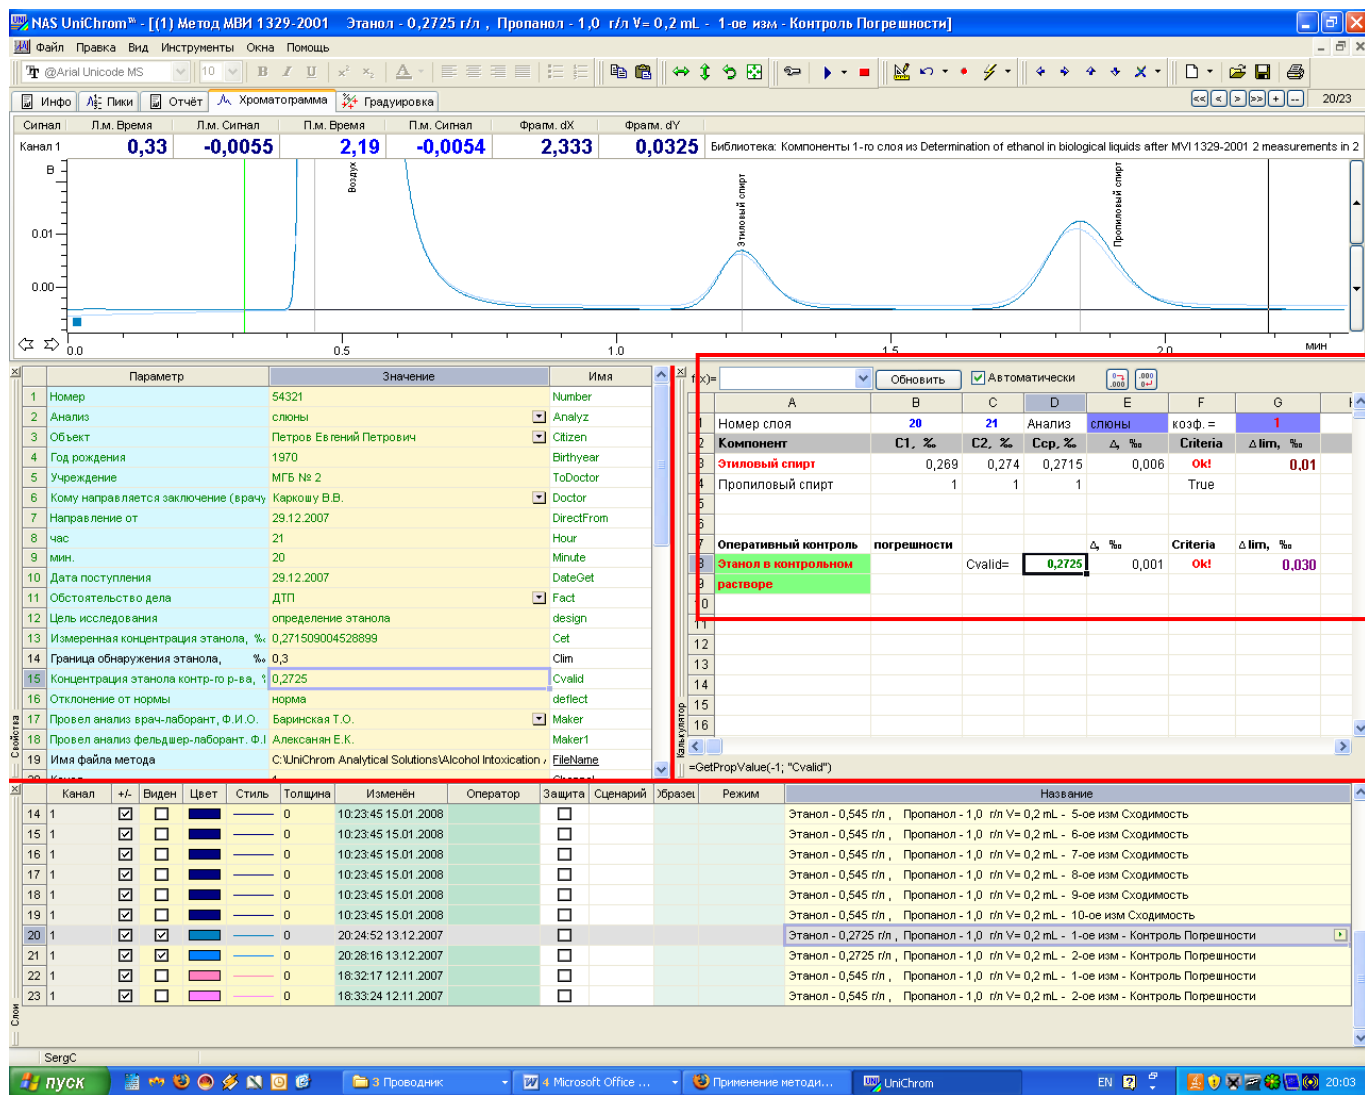 NAS UniChrom™ - [(1) Метод МВИ 1329-2001    Этанол - 0,2725 г/л ,  Пропанол - 1,0  г/л V= 0,2 mL  -  1-ое  изм - Контроль Погрешности]
Файл Правка Вид Инструменты Окна Помощь
@Arial Unicode MS 10 B I U x² x₂ A
Инфо Пики Отчёт Хроматограмма Градуировка << < > >> + -- 20/23
Сигнал Л.м. Время Л.м. Сигнал П.м. Время П.м. Сигнал Фрагм. dX Фрагм. dY
Канал 1 0,33 -0,0055 2,19 -0,0054 2,333 0,0325 Библиотека: Компоненты 1-го слоя из Determination of ethanol in biological liquids after MVI 1329-2001 2 measurements in 2
В
0.01
0.00
Воздух
Этиловый спирт
Пропиловый спирт
0.0 0.5 1.0 1.5 2.0 мин
Параметр Значение Имя
1 Номер 54321 Number
2 Анализ слюны Analyz
3 Объект Петров Евгений Петрович Citizen
4 Год рождения 1970 Birthyear
5 Учреждение МГБ № 2 ToDoctor
6 Кому направляется заключение (врачу Каркошу В.В. Doctor
7 Направление от 29.12.2007 DirectFrom
8 час 21 Hour
9 мин. 20 Minute
10 Дата поступления 29.12.2007 DateGet
11 Обстоятельство дела ДТП Fact
12 Цель исследования определение этанола design
13 Измеренная концентрация этанола, ‰ 0,271509004528899 Cet
14 Граница обнаружения этанола, ‰ 0,3 Clim
15 Концентрация этанола контр-го р-ва, 0,2725 Cvalid
16 Отклонение от нормы норма deflect
17 Провел анализ врач-лаборант, Ф.И.О. Баринская Т.О. Maker
18 Провел анализ фельдшер-лаборант. Ф.И Алексанян Е.К. Maker1
19 Имя файла метода C:\UniChrom Analytical Solutions\Alcohol Intoxication FileName
Свойства
f(x)= Обновить Автоматически
A B C D E F G
1 Номер слоя 20 21 Анализ слюны коэф. = 1
2 Компонент C1, ‰ C2, ‰ Cср, ‰ Δ, ‰ Criteria Δ lim, ‰
3 Этиловый спирт 0,269 0,274 0,2715 0,006 Ok! 0,01
4 Пропиловый спирт 1 1 1 True
5
6
7 Оперативный контроль погрешности Δ, ‰ Criteria Δ lim, ‰
8 Этанол в контрольном Cvalid= 0,2725 0,001 Ok! 0,030
9 растворе
10
11
12
13
14
15
16
Калькулятор
=GetPropValue(-1; "Cvalid")
Канал +/- Виден Цвет Стиль Толщина Изменён Оператор Защита Сценарий Режим Название
14 1 0 10:23:45 15.01.2008 Этанол - 0,545 г/л ,   Пропанол - 1,0  г/л V= 0,2 mL -  5-ое изм Сходимость
15 1 0 10:23:45 15.01.2008 Этанол - 0,545 г/л ,   Пропанол - 1,0  г/л V= 0,2 mL -  6-ое изм Сходимость
16 1 0 10:23:45 15.01.2008 Этанол - 0,545 г/л ,   Пропанол - 1,0  г/л V= 0,2 mL -  7-ое изм Сходимость
17 1 0 10:23:45 15.01.2008 Этанол - 0,545 г/л ,   Пропанол - 1,0  г/л V= 0,2 mL -  8-ое изм Сходимость
18 1 0 10:23:45 15.01.2008 Этанол - 0,545 г/л ,   Пропанол - 1,0  г/л V= 0,2 mL -  9-ое изм Сходимость
19 1 0 10:23:45 15.01.2008 Этанол - 0,545 г/л ,   Пропанол - 1,0  г/л V= 0,2 mL -  10-ое изм Сходимость
20 1 0 20:24:52 13.12.2007 Этанол - 0,2725 г/л ,  Пропанол - 1,0  г/л V= 0,2 mL -  1-ое изм - Контроль Погрешности
21 1 0 20:28:16 13.12.2007 Этанол - 0,2725 г/л ,  Пропанол - 1,0  г/л V= 0,2 mL -  2-ое изм - Контроль Погрешности
22 1 0 18:32:17 12.11.2007 Этанол - 0,545 г/л ,   Пропанол - 1,0  г/л V= 0,2 mL -  1-ое изм - Контроль Погрешности
23 1 0 18:33:24 12.11.2007 Этанол - 0,545 г/л ,   Пропанол - 1,0  г/л V= 0,2 mL -  2-ое изм - Контроль Погрешности
Слои
SergC
пуск 3 Проводник 4 Microsoft Office ... Применение методи... UniChrom EN 20:03